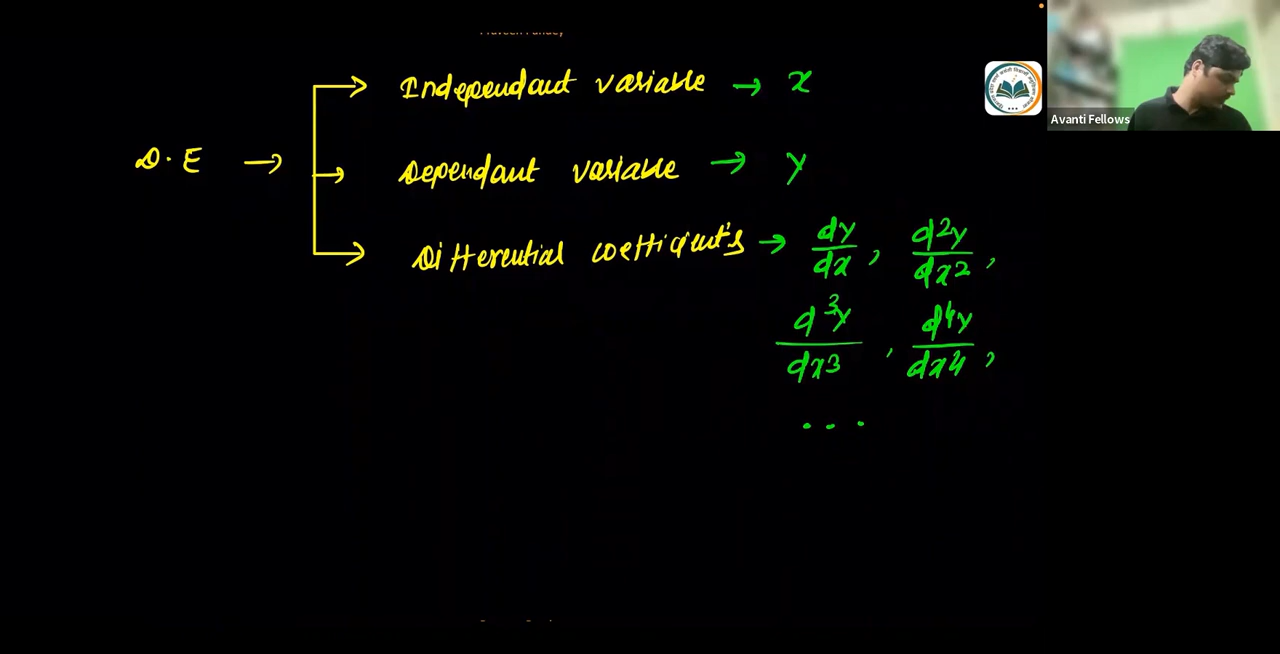 Independant variable → x
D.E → Dependant variable → y
Differential coefficients → dy/dx, d²y/dx2,
d³y/dx3, d⁴y/dx4,
...
Avanti Fellows